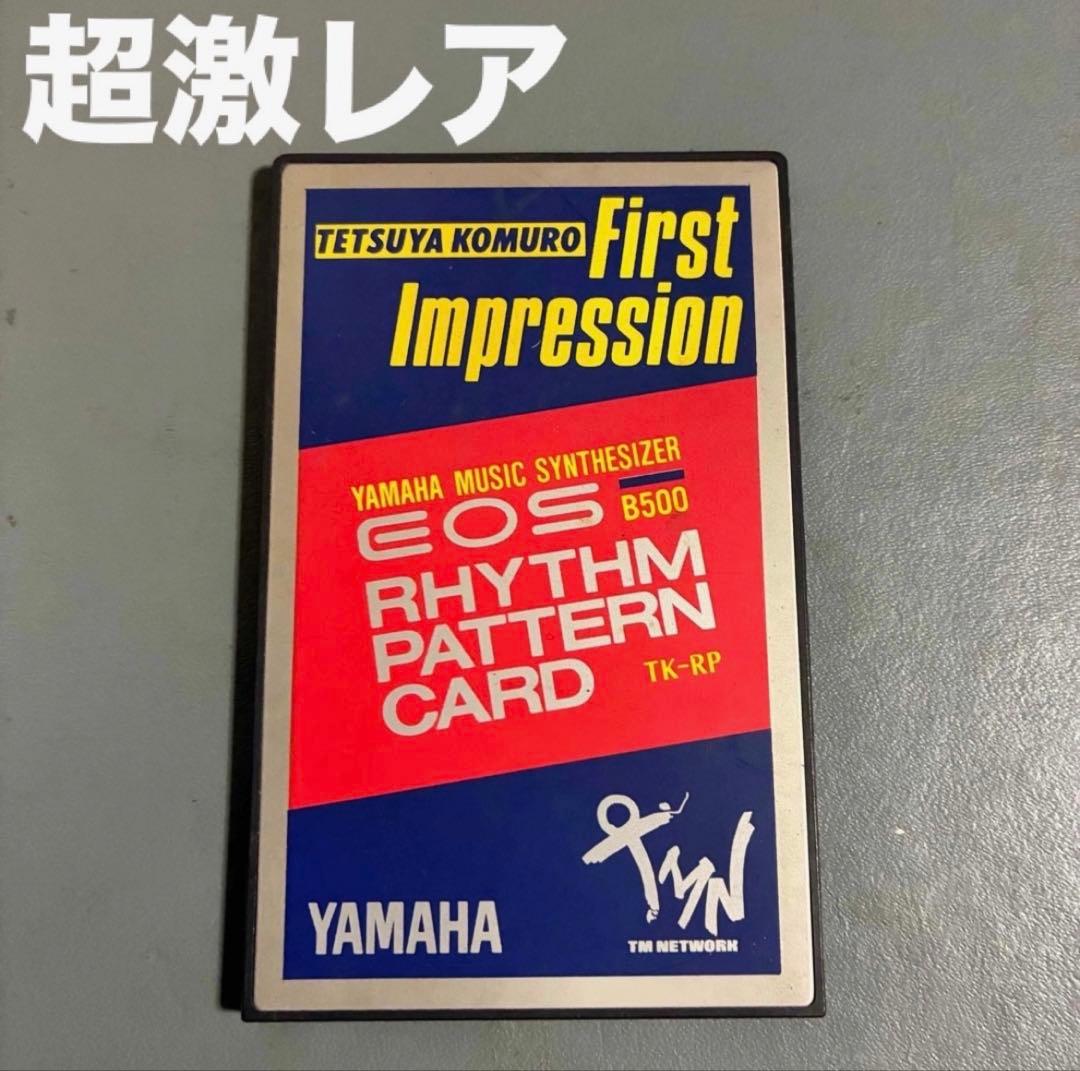 超激レア
TETSUYA KOMURO First
Impression
YAMAHA MUSIC SYNTHESIZER
EOS B500
RHYTHM
PATTERN
CARD TK-RP
TMN
YAMAHA
TM NETWORK